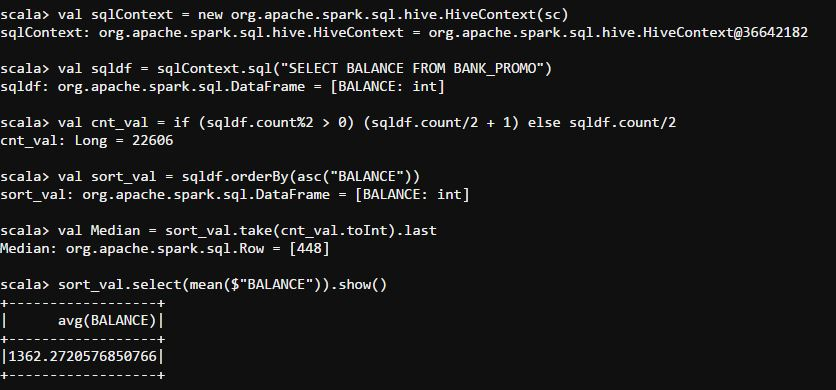 scala> val sqlContext = new org.apache.spark.sql.hive.HiveContext(sc)
sqlContext: org.apache.spark.sql.hive.HiveContext = org.apache.spark.sql.hive.HiveContext@36642182
scala> val sqldf = sqlContext.sql("SELECT BALANCE FROM BANK_PROMO")
sqldf: org.apache.spark.sql.DataFrame = [BALANCE: int]
scala> val cnt_val = if (sqldf.count%2 > 0) (sqldf.count/2 + 1) else sqldf.count/2
cnt_val: Long = 22606
scala> val sort_val = sqldf.orderBy(asc("BALANCE"))
sort_val: org.apache.spark.sql.DataFrame = [BALANCE: int]
scala> val Median = sort_val.take(cnt_val.toInt).last
Median: org.apache.spark.sql.Row = [448]
scala> sort_val.select(mean($"BALANCE")).show()
+------------------+
|      avg(BALANCE)|
+------------------+
|1362.2720576850766|
+------------------+